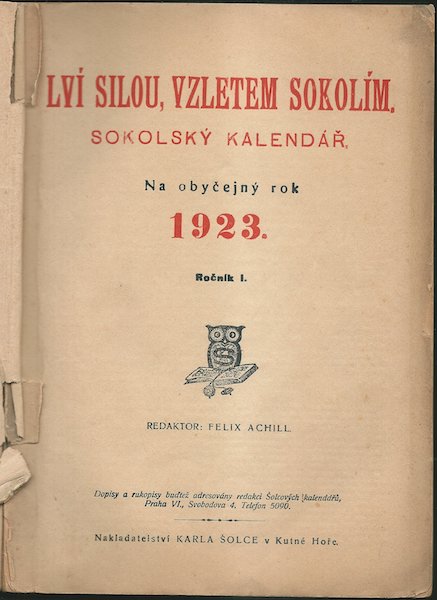 LVÍ SILOU, VZLETEM SOKOLÍM.
SOKOLSKÝ KALENDÁŘ,
Na obyčejný rok
1923.
Ročník I.
REDAKTOR: FELIX ACHILL.
Dopisy a rukopisy buďtež adresovány redakci Šolcových kalendářů,
Praha VI., Svobodova 4. Telefon 5090.
Nakladatelství KARLA ŠOLCE v Kutné Hoře.